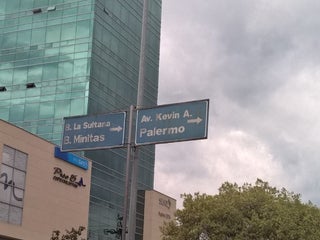 B. La Sultana
B. Minitas
Av. Kevin A.
Palermo